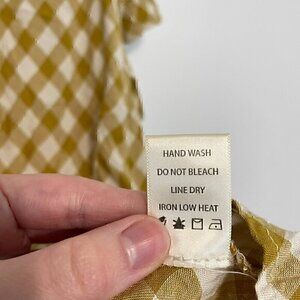 HAND WASH
DO NOT BLEACH
LINE DRY
IRON LOW HEAT